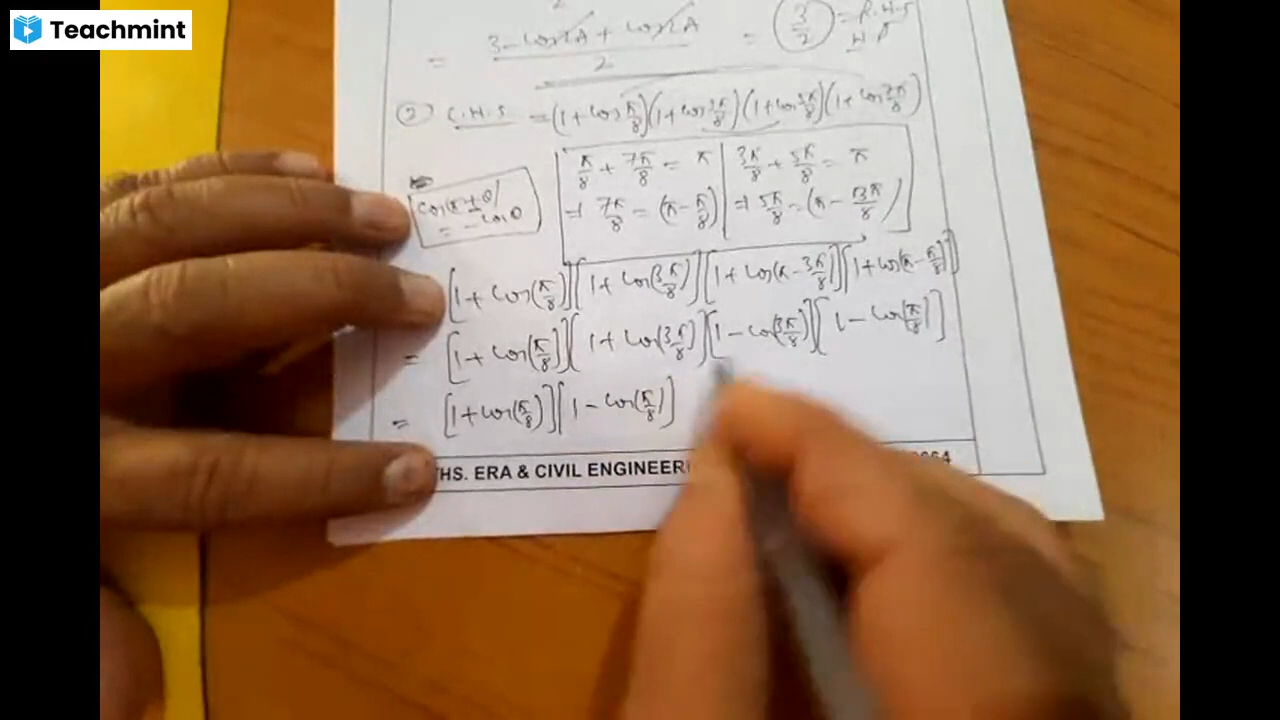 Teachmint
= 3 - cos2A + cos2A / 2 = 3/2 = R.H.S
H.P
② L.H.S = (1 + cos π/8)(1 + cos 3π/8)(1 + cos 5π/8)(1 + cos 7π/8)
π/8 + 7π/8 = π | 3π/8 + 5π/8 = π
⇒ 7π/8 = (π - π/8) | ⇒ 5π/8 = (π - 3π/8)
cos(π ± θ)
= - cos θ
[1 + cos(π/8)][1 + cos(3π/8)][1 + cos(π - 3π/8)][1 + cos(π - π/8)]
= [1 + cos(π/8)][1 + cos(3π/8)][1 - cos(3π/8)][1 - cos(π/8)]
= [1 + cos(π/8)][1 - cos(π/8)]
THS. ERA & CIVIL ENGINEER